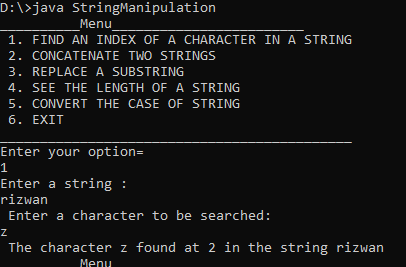 D:\>java StringManipulation
__________Menu________________________
1. FIND AN INDEX OF A CHARACTER IN A STRING
2. CONCATENATE TWO STRINGS
3. REPLACE A SUBSTRING
4. SEE THE LENGTH OF A STRING
5. CONVERT THE CASE OF STRING
6. EXIT
____________________________________________
Enter your option=
1
Enter a string :
rizwan
Enter a character to be searched:
z
The character z found at 2 in the string rizwan
Menu